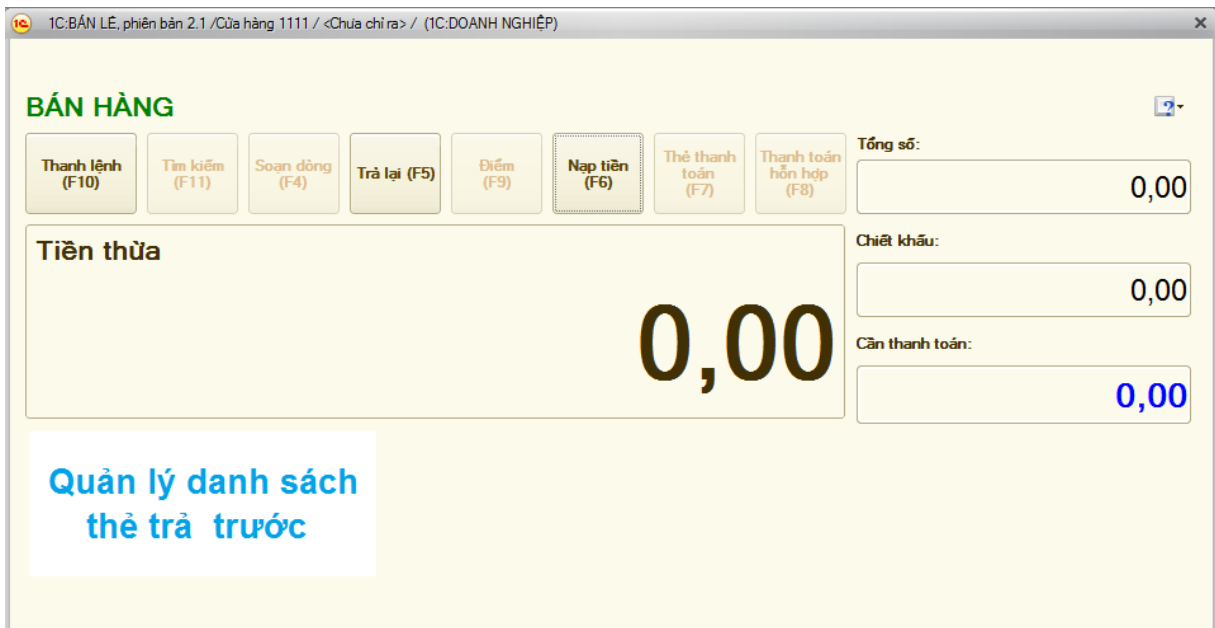 1C:BÁN LẺ, phiên bản 2.1 /Cửa hàng 1111 / <Chưa chỉ ra> / (1C:DOANH NGHIỆP)
BÁN HÀNG
Thanh lệnh
(F10)
Tìm kiếm
(F11)
Soạn dòng
(F4)
Trả lại (F5)
Điểm
(F9)
Nạp tiền
(F6)
Thẻ thanh
toán
(F7)
Thanh toán
hỗn hợp
(F8)
Tổng số:
0,00
Tiền thừa
0,00
Chiết khấu:
0,00
Cần thanh toán:
0,00
Quản lý danh sách
thẻ trả trước